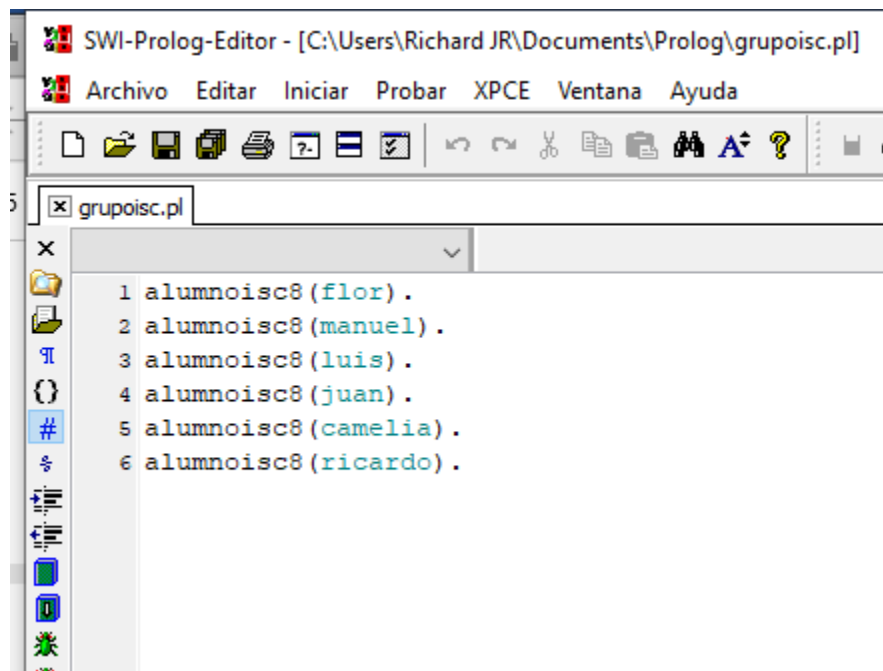 SWI-Prolog-Editor - [C:\Users\Richard JR\Documents\Prolog\grupoisc.pl]
Archivo Editar Iniciar Probar XPCE Ventana Ayuda
grupoisc.pl
1 alumnoisc8(flor).
2 alumnoisc8(manuel).
3 alumnoisc8(luis).
4 alumnoisc8(juan).
5 alumnoisc8(camelia).
6 alumnoisc8(ricardo).